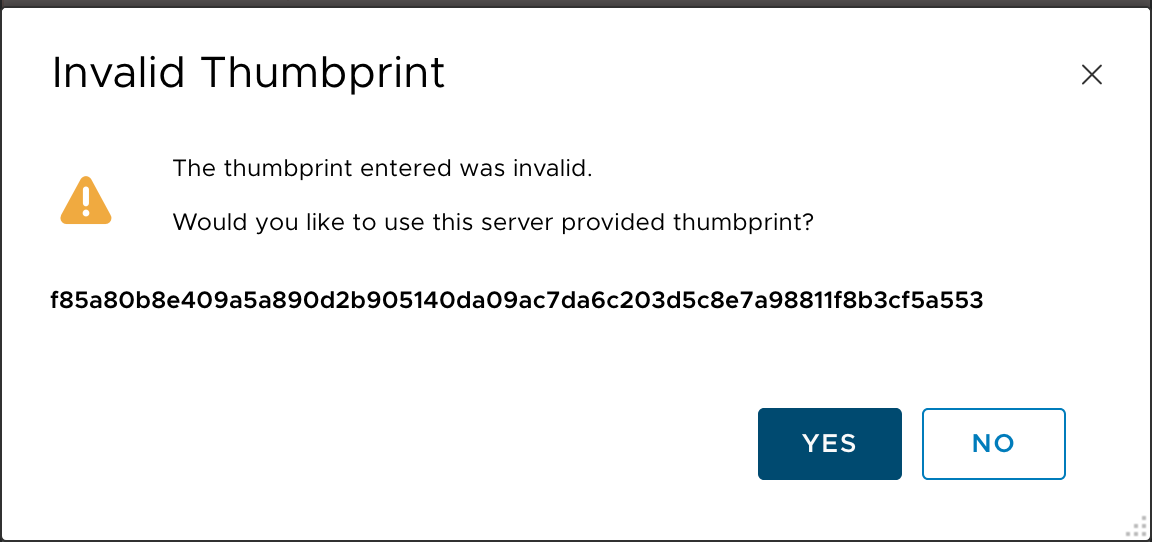 Invalid Thumbprint
The thumbprint entered was invalid.
Would you like to use this server provided thumbprint?
f85a80b8e409a5a890d2b905140da09ac7da6c203d5c8e7a98811f8b3cf5a553
YES
NO